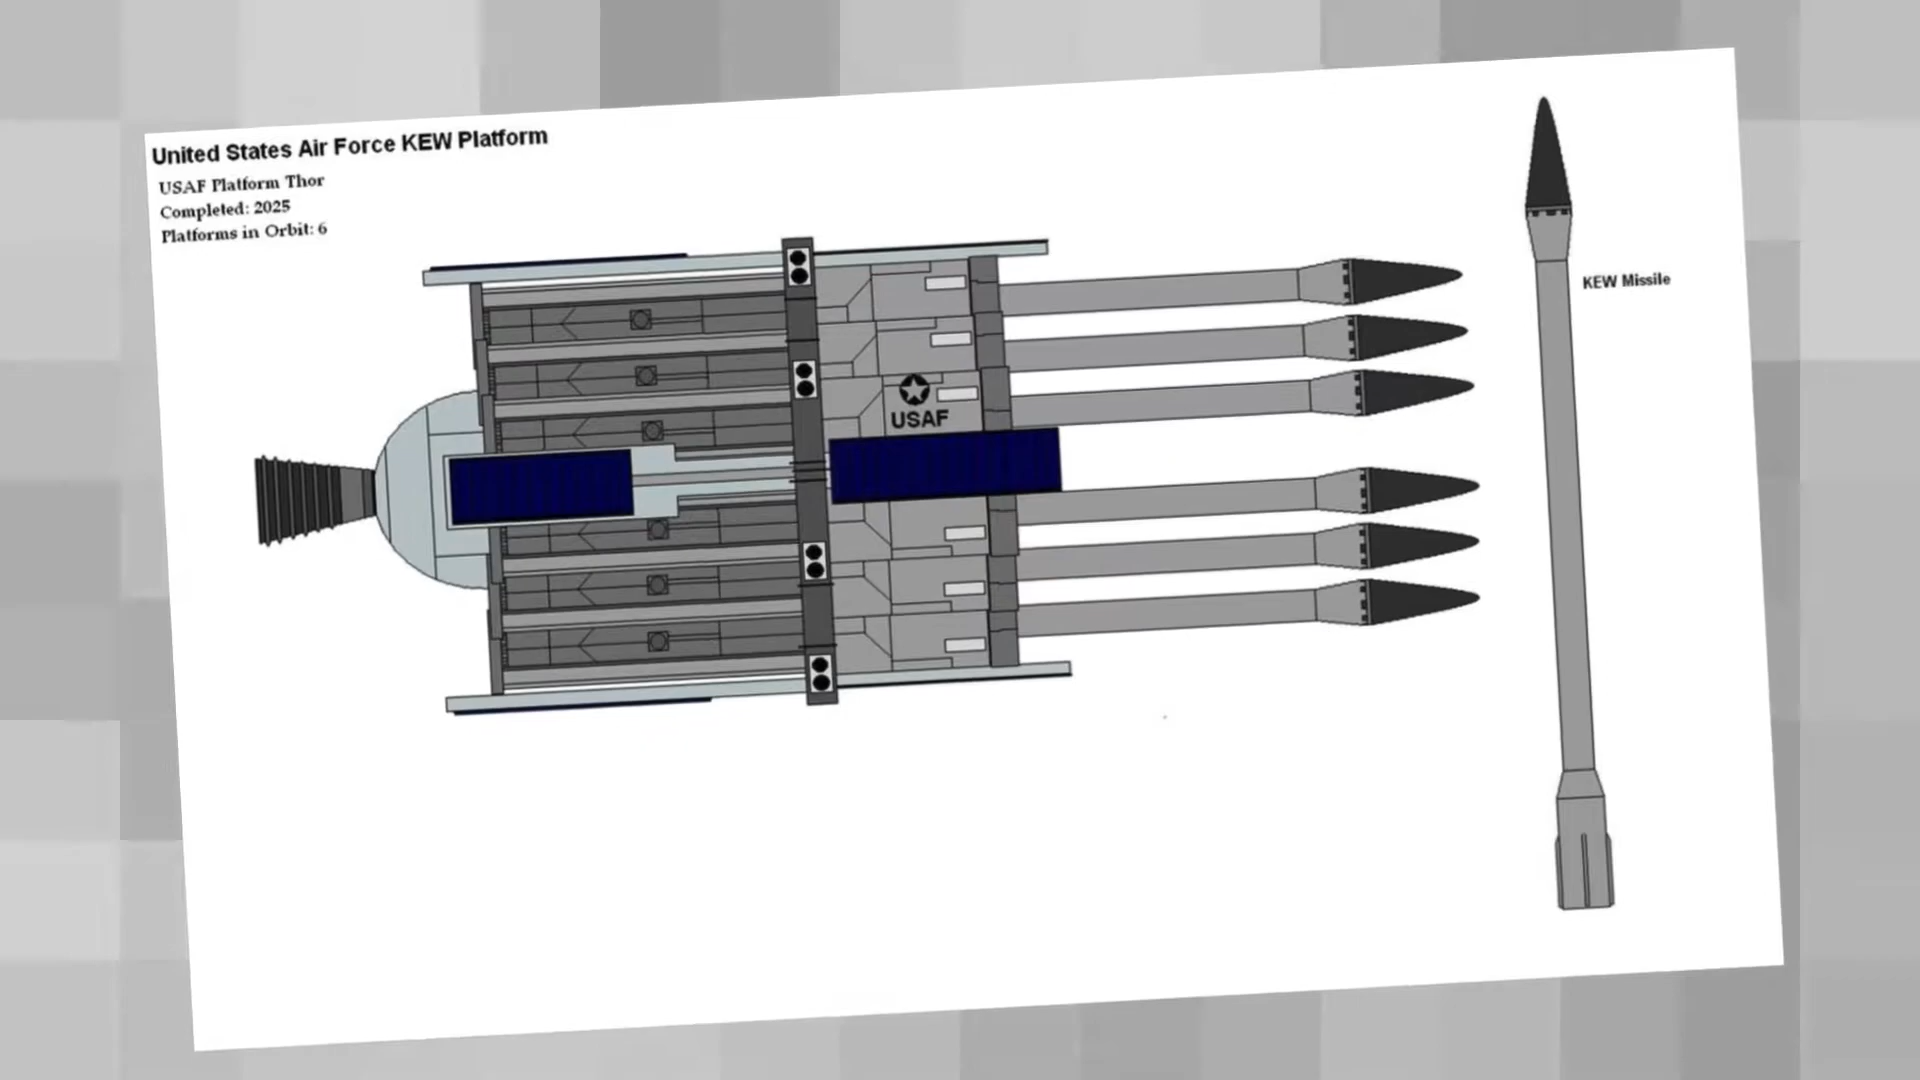 United States Air Force KEW Platform
USAF Platform Thor
Completed: 2025
Platforms in Orbit: 6
KEW Missile
USAF